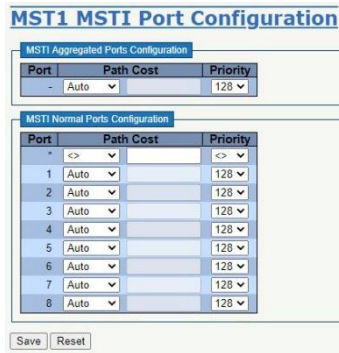 MST1 MSTI Port Configuration
MSTI Aggregated Ports Configuration
Port Path Cost Priority
- Auto 128
MSTI Normal Ports Configuration
Port Path Cost Priority
* <> <>
1 Auto 128
2 Auto 128
3 Auto 128
4 Auto 128
5 Auto 128
6 Auto 128
7 Auto 128
8 Auto 128
Save Reset